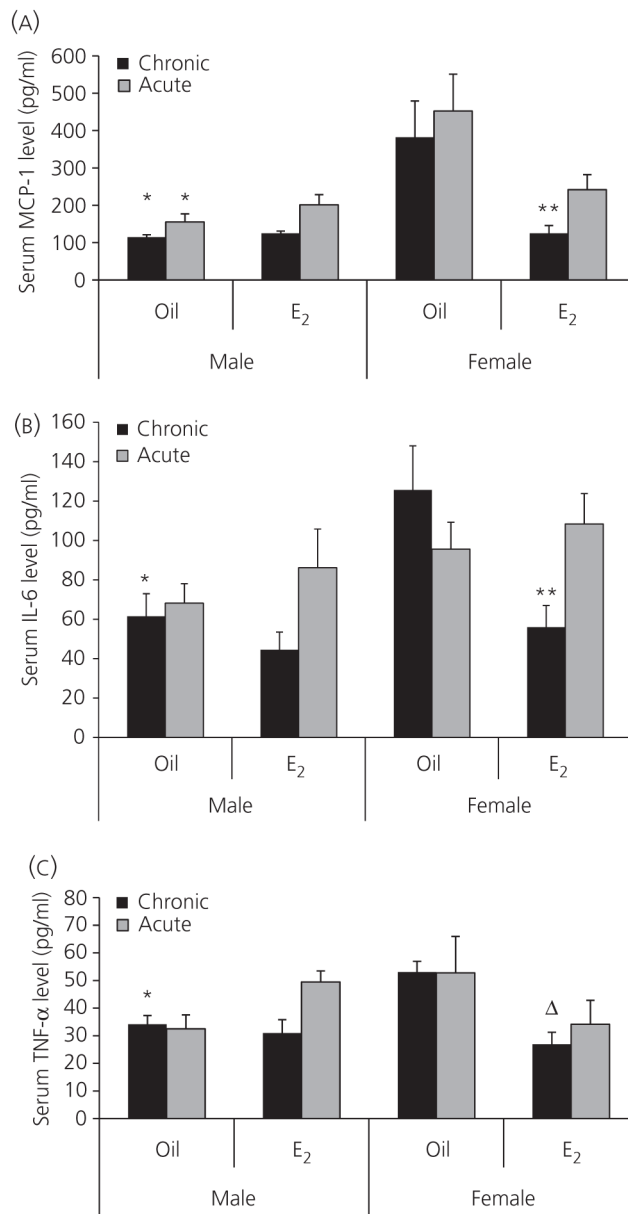 (A)
Serum MCP-1 level (pg/ml)
600
500
400
300
200
100
0
Chronic
Acute
* * **
Oil E₂ Oil E₂
Male Female
(B)
Serum IL-6 level (pg/ml)
160
140
120
100
80
60
40
20
0
Chronic
Acute
* **
Oil E₂ Oil E₂
Male Female
(C)
Serum TNF-α level (pg/ml)
80
70
60
50
40
30
20
10
0
Chronic
Acute
* Δ
Oil E₂ Oil E₂
Male Female